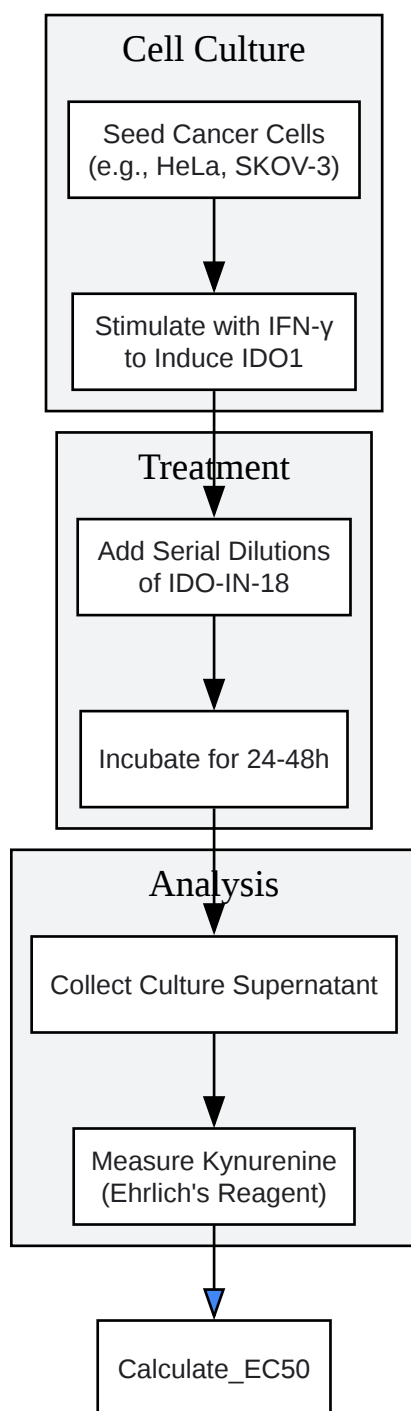 Cell Culture
Seed Cancer Cells
(e.g., HeLa, SKOV-3)
Stimulate with IFN-γ
to Induce IDO1
Treatment
Add Serial Dilutions
of IDO-IN-18
Incubate for 24-48h
Analysis
Collect Culture Supernatant
Measure Kynurenine
(Ehrlich's Reagent)
Calculate_EC50